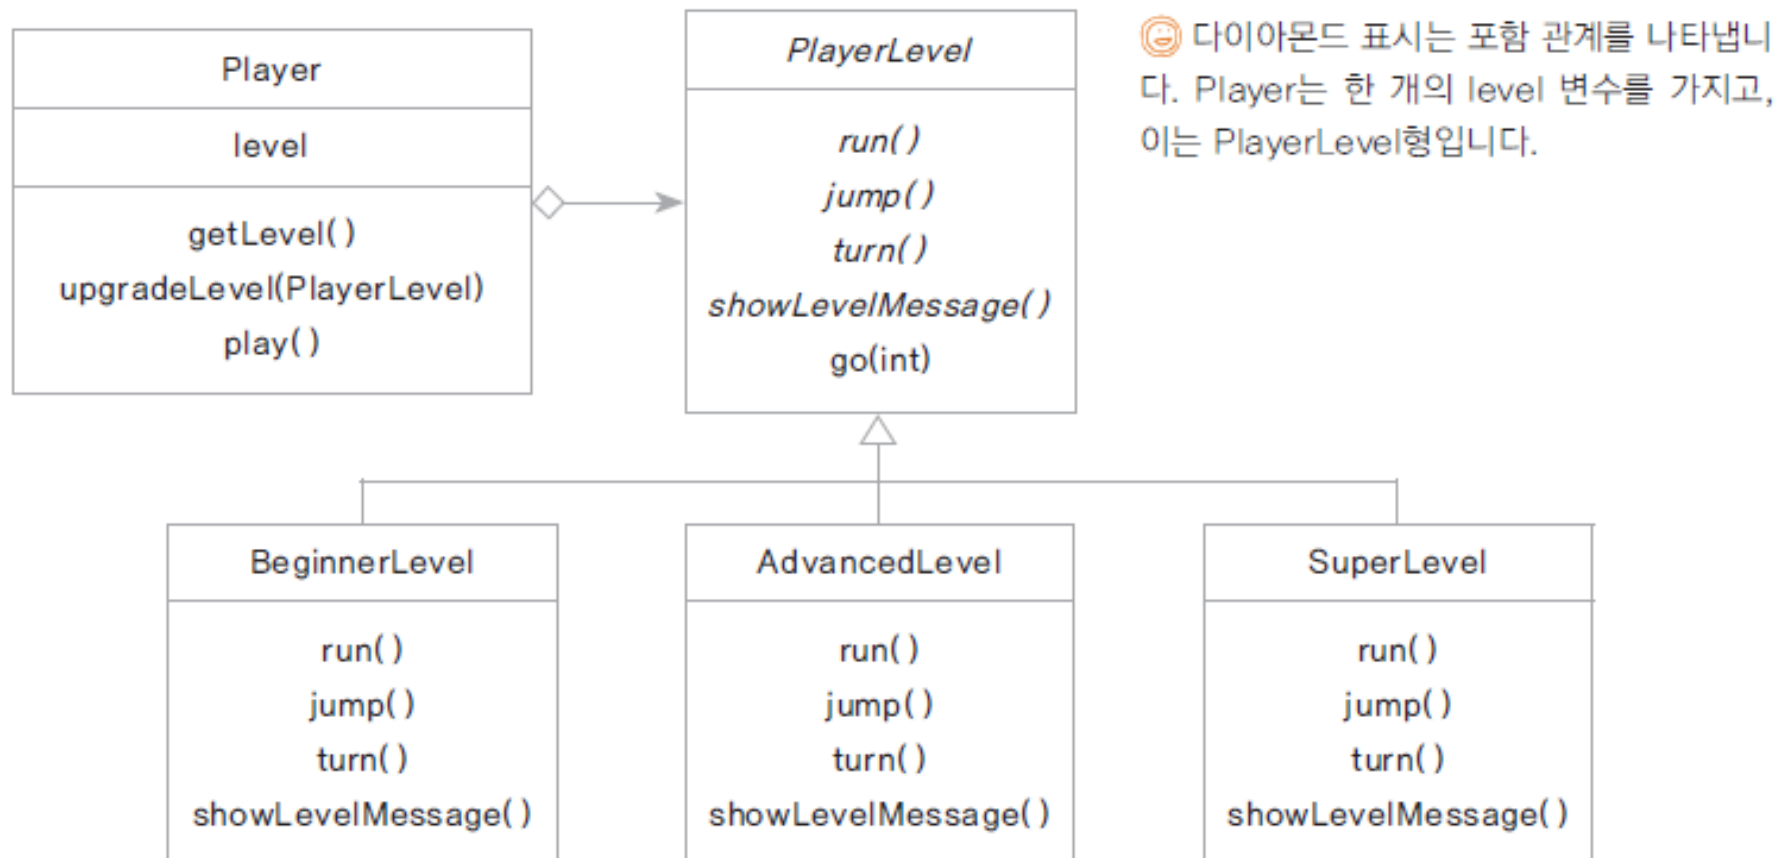 Player
level
getLevel( )
upgradeLevel(PlayerLevel)
play( )
PlayerLevel
run( )
jump( )
turn( )
showLevelMessage( )
go(int)
다이아몬드 표시는 포함 관계를 나타냅니
다. Player는 한 개의 level 변수를 가지고,
이는 PlayerLevel형입니다.
BeginnerLevel
run( )
jump( )
turn( )
showLevelMessage( )
AdvancedLevel
run( )
jump( )
turn( )
showLevelMessage( )
SuperLevel
run( )
jump( )
turn( )
showLevelMessage( )